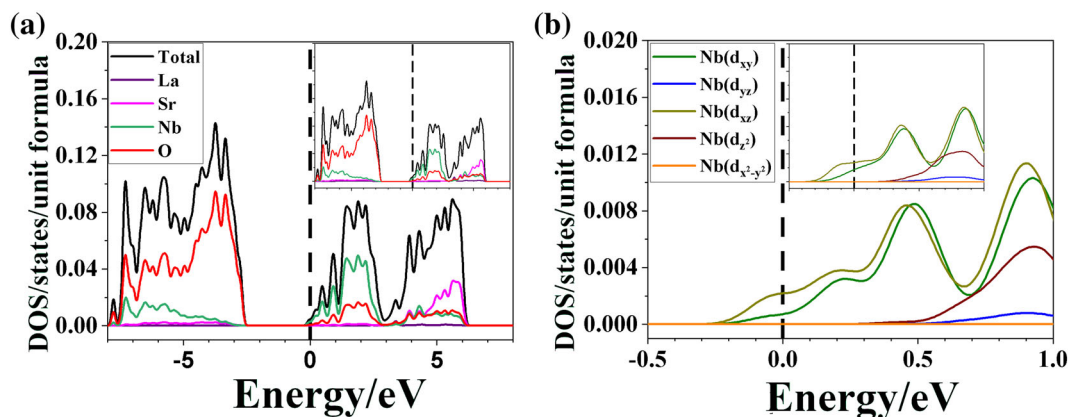 (a)
DOS/states/unit formula
0.20
0.16
0.12
0.08
0.04
0.00
Total
La
Sr
Nb
O
-5
0
5
Energy/eV
(b)
DOS/states/unit formula
0.020
0.016
0.012
0.008
0.004
0.000
Nb(dxy)
Nb(dyz)
Nb(dxz)
Nb(dz²)
Nb(dx²-y²)
-0.5
0.0
0.5
1.0
Energy/eV